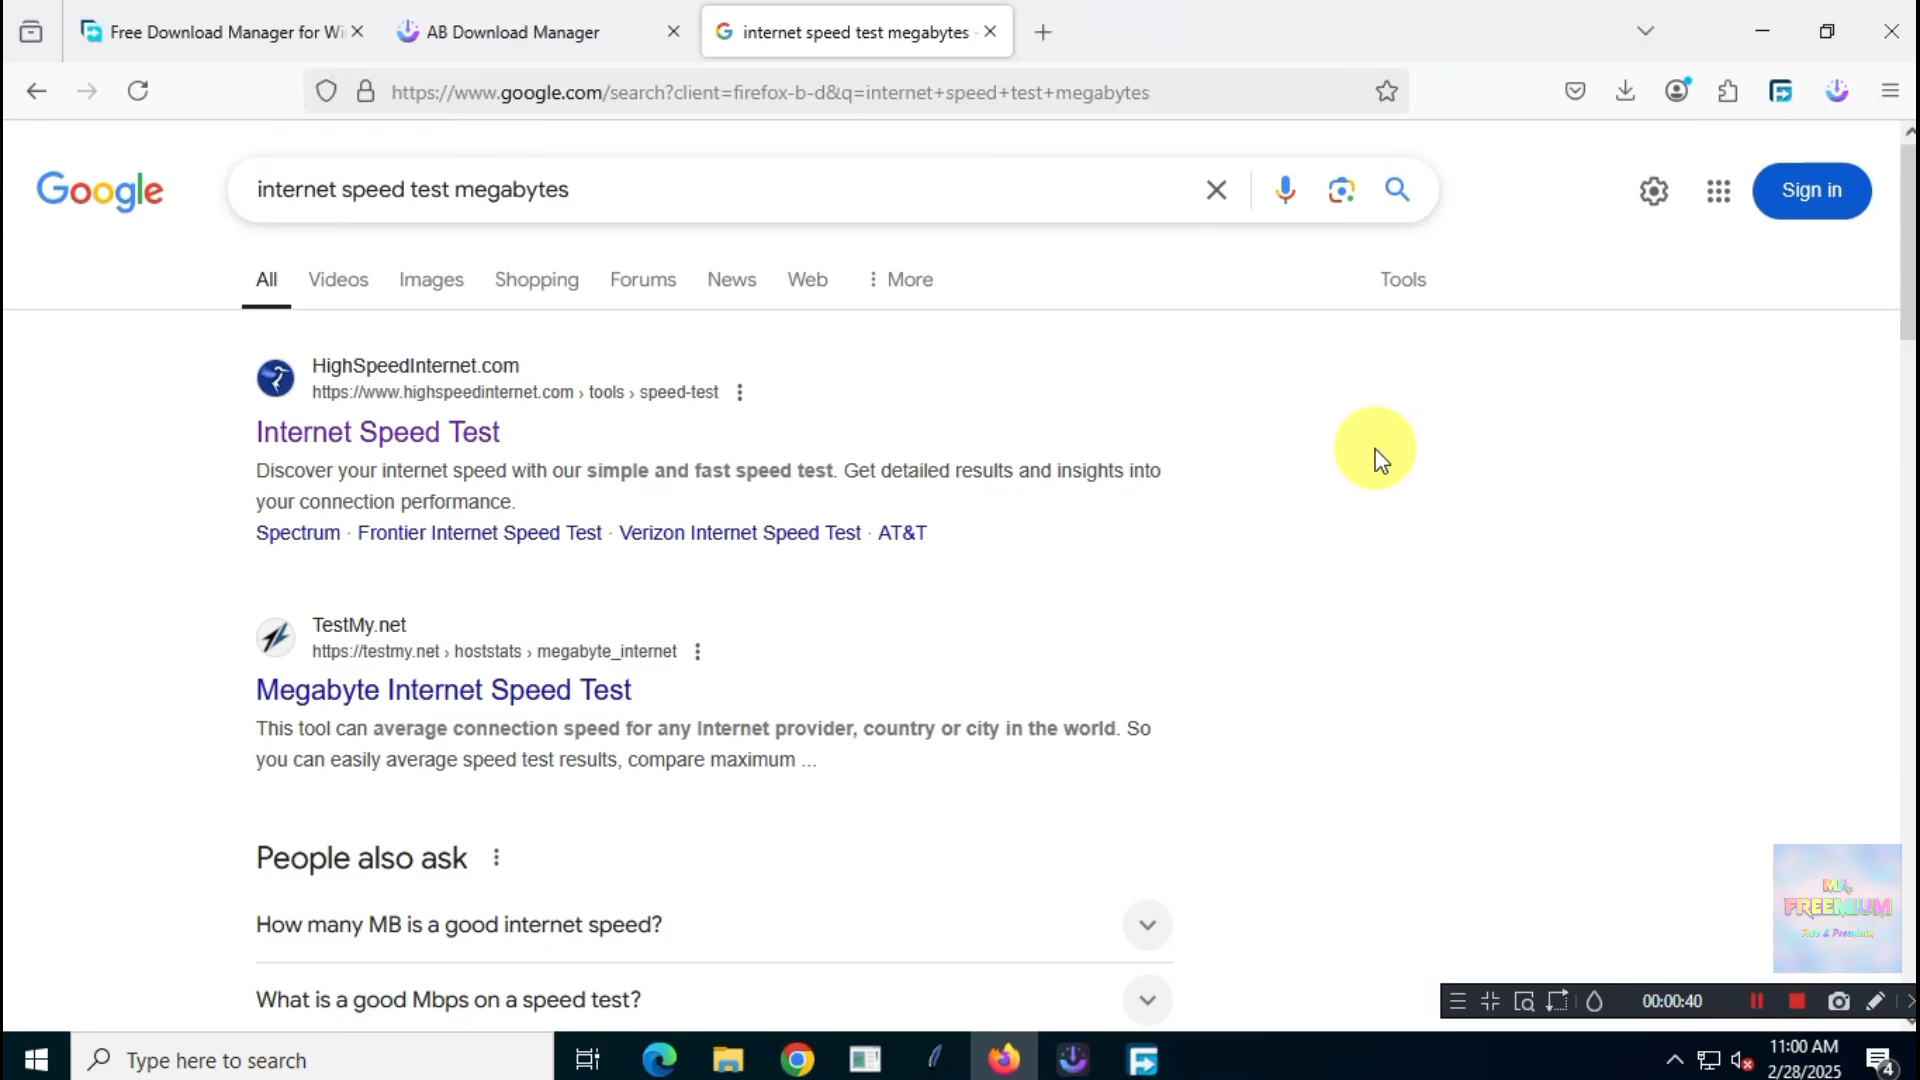 Free Download Manager for Wi
AB Download Manager
internet speed test megabytes -
https://www.google.com/search?client=firefox-b-d&q=internet+speed+test+megabytes
Google
internet speed test megabytes
Sign in
All
Videos
Images
Shopping
Forums
News
Web
More
Tools
HighSpeedInternet.com
https://www.highspeedinternet.com › tools › speed-test
Internet Speed Test
Discover your internet speed with our simple and fast speed test. Get detailed results and insights into
your connection performance.
Spectrum · Frontier Internet Speed Test · Verizon Internet Speed Test · AT&T
TestMy.net
https://testmy.net › hoststats › megabyte_internet
Megabyte Internet Speed Test
This tool can average connection speed for any Internet provider, country or city in the world. So
you can easily average speed test results, compare maximum ...
People also ask
How many MB is a good internet speed?
What is a good Mbps on a speed test?
MR.
FREEMIUM
Free & Premium
00:00:40
Type here to search
11:00 AM
2/28/2025
4